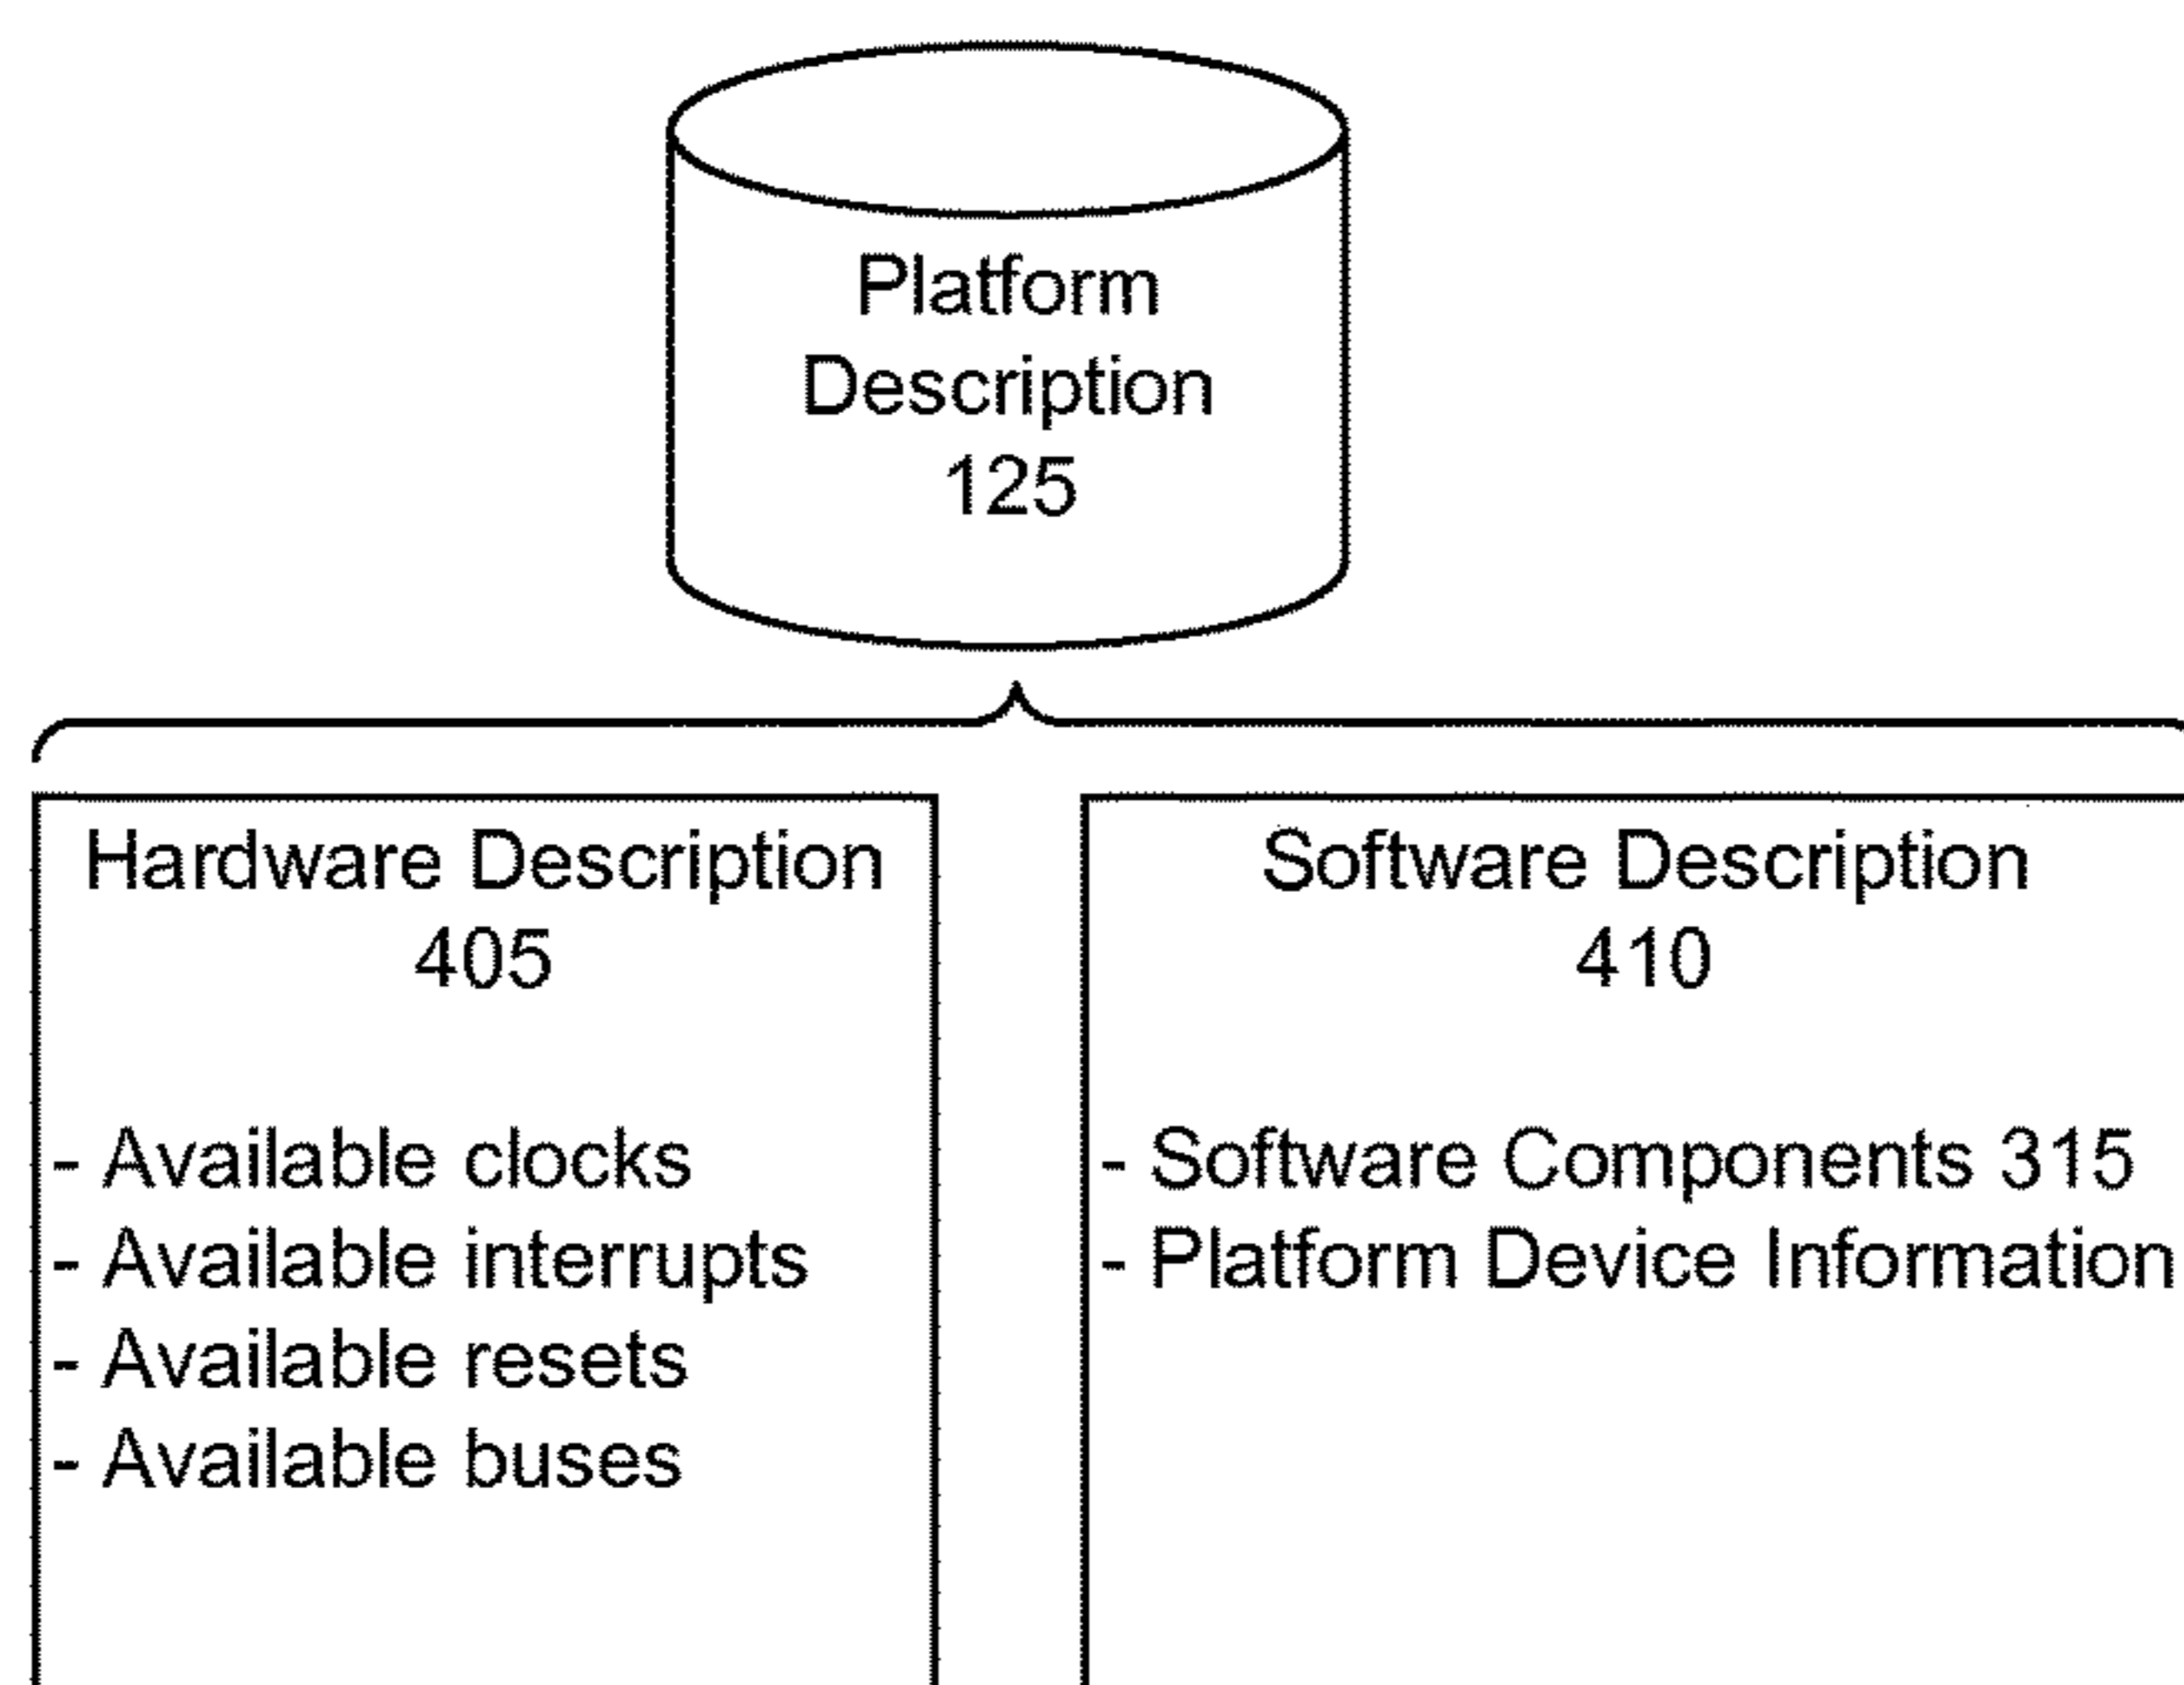 Platform
Description
125
Hardware Description
405
- Available clocks
- Available interrupts
- Available resets
- Available buses
Software Description
410
- Software Components 315
- Platform Device Information